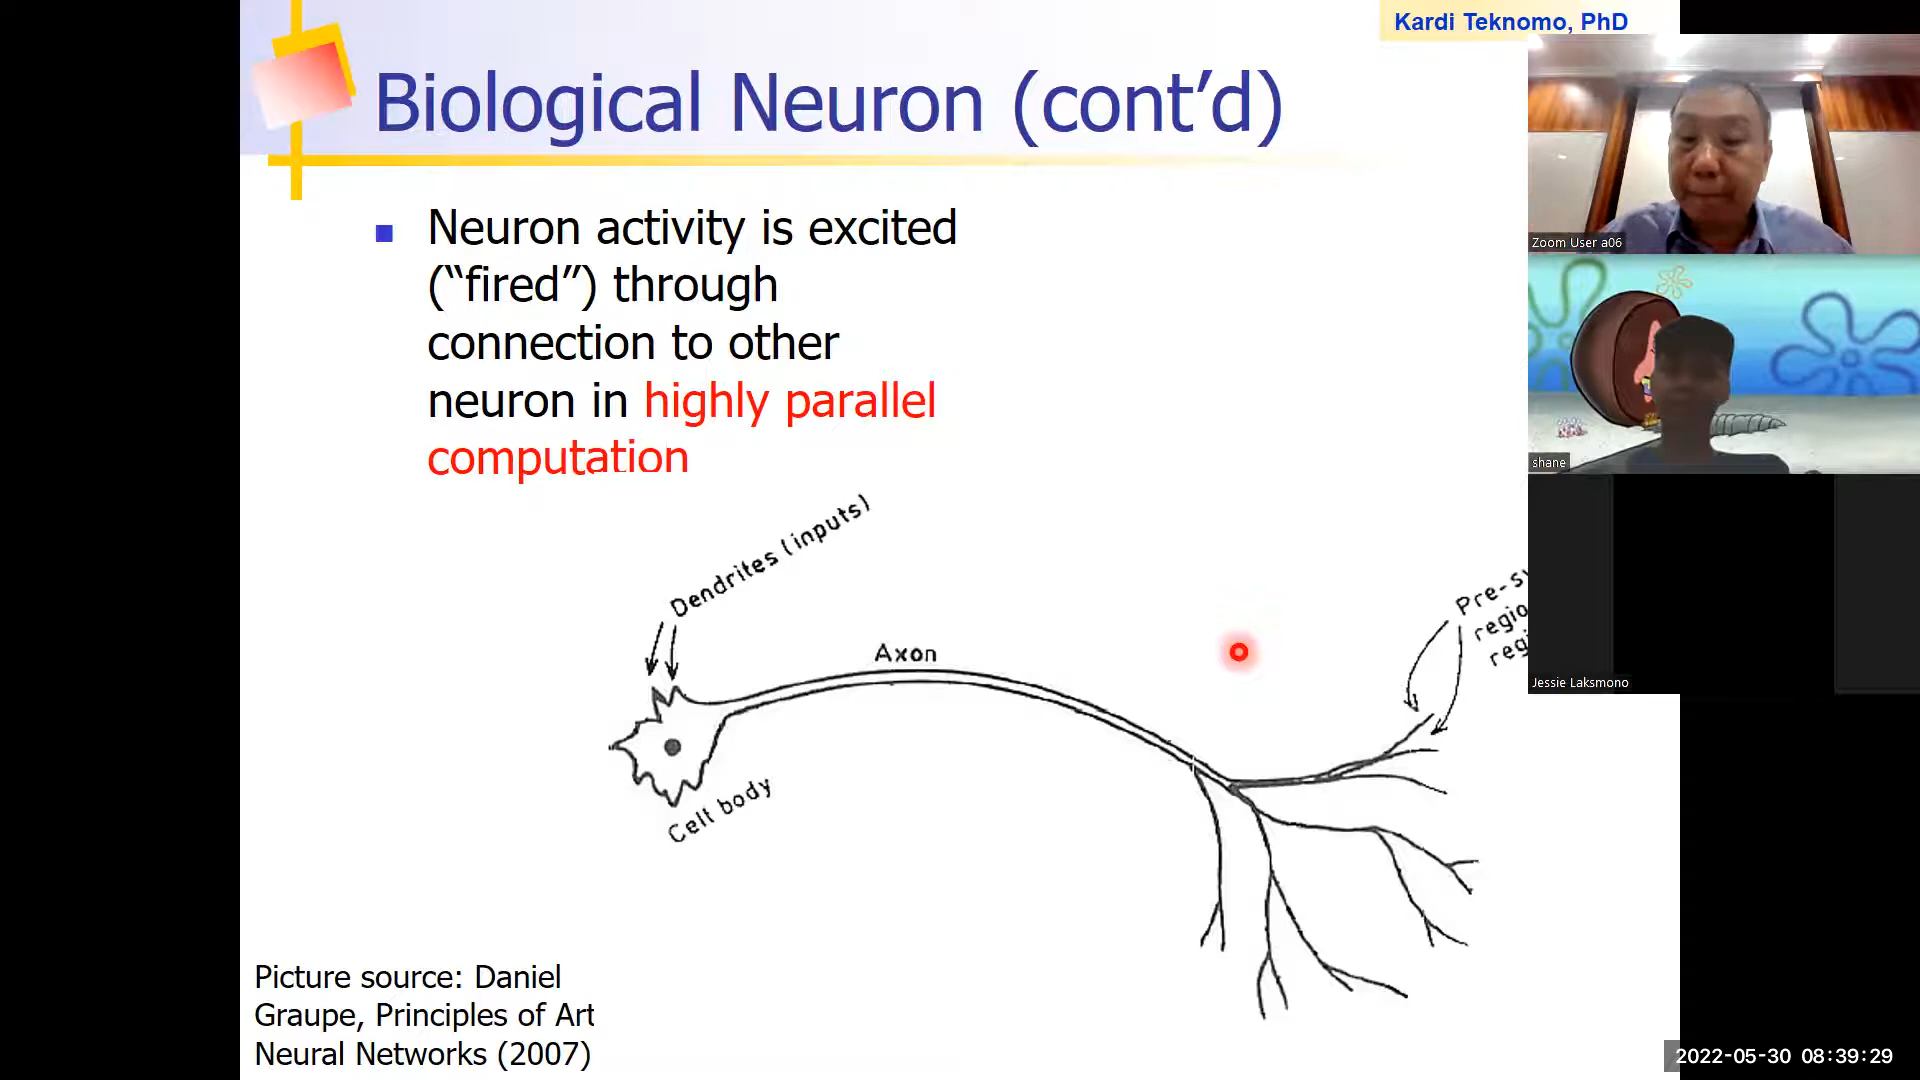 Kardi Teknomo, PhD
Biological Neuron (cont’d)
Neuron activity is excited
(“fired”) through
connection to other
neuron in highly parallel
computation
Dendrites (inputs)
Axon
Cell body
Pre-s
regio
regi
Picture source: Daniel
Graupe, Principles of Art
Neural Networks (2007)
Zoom User a06
shane
Jessie Laksmono
2022-05-30 08:39:29